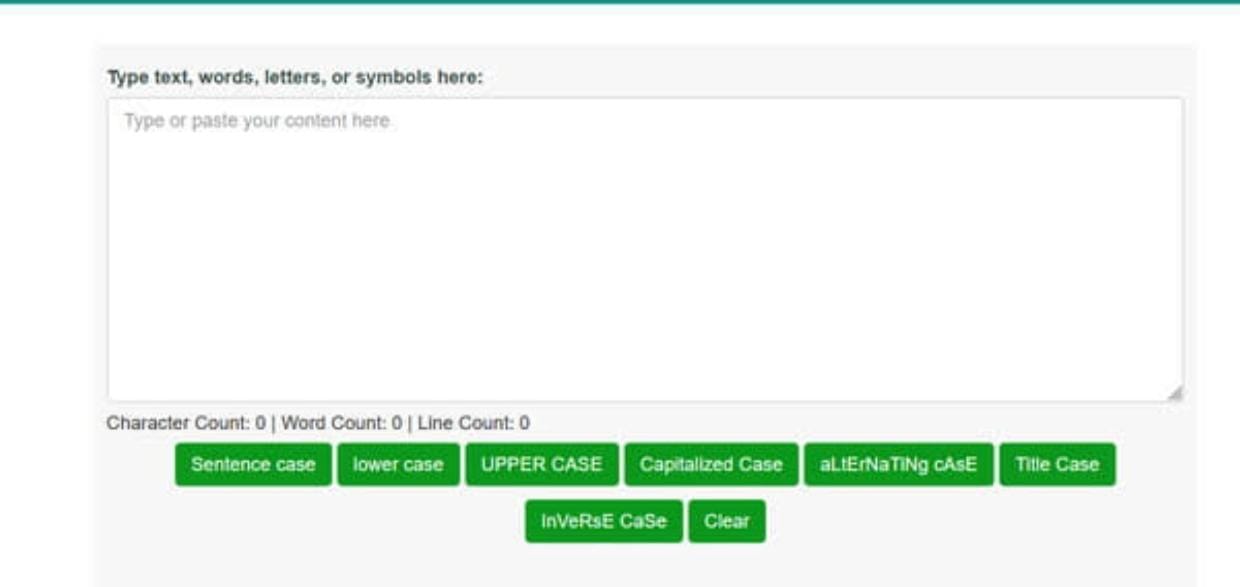 Type text, words, letters, or symbols here:
Type or paste your content here
Character Count: 0 | Word Count: 0 | Line Count: 0
Sentence case lower case UPPER CASE Capitalized Case aLtErNaTiNg cAsE Title Case
InVeRsE CaSe Clear